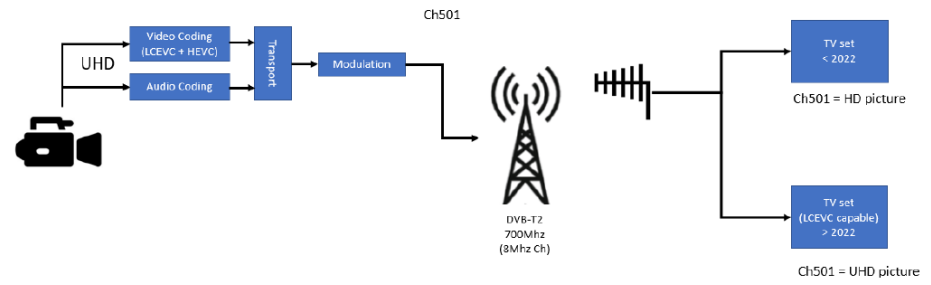 Ch501
UHD
Video Coding
(LCEVC + HEVC)
Audio Coding
Transport
Modulation
DVB-T2
700Mhz
(8Mhz Ch)
TV set
< 2022
Ch501 = HD picture
TV set
(LCEVC capable)
> 2022
Ch501 = UHD picture